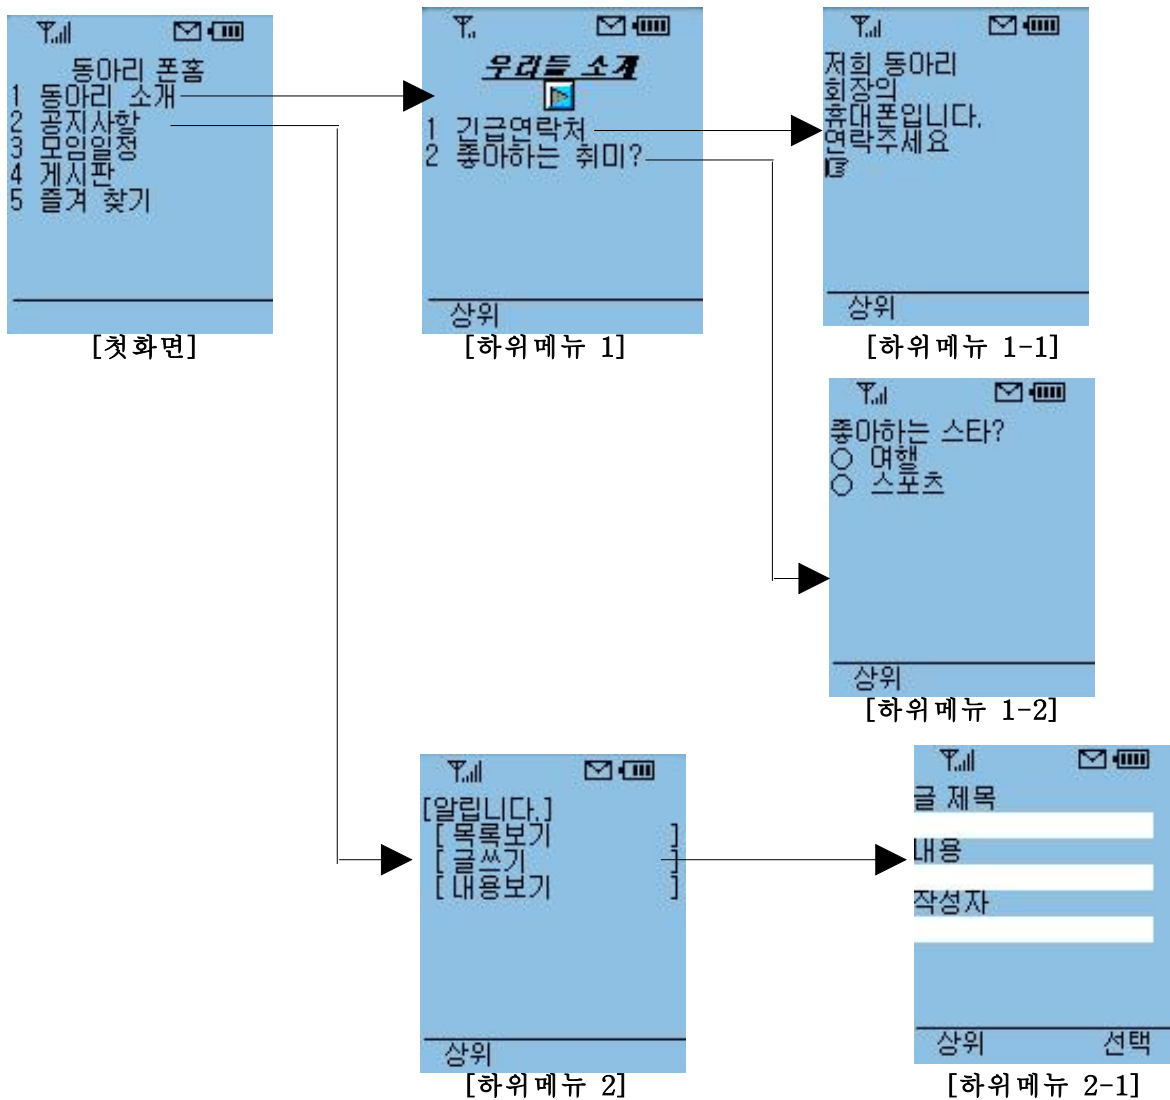 동아리 폰홈
1 동아리 소개
2 공지사항
3 모임일정
4 게시판
5 즐겨 찾기
[첫화면]
우리들 소개
1 긴급연락처
2 좋아하는 취미?
상위
[하위메뉴 1]
저희 동아리
회장의
휴대폰입니다.
연락주세요
상위
[하위메뉴 1-1]
좋아하는 스타?
○ 여행
○ 스포츠
상위
[하위메뉴 1-2]
[알립니다.]
[ 목록보기 ]
[ 글쓰기 ]
[ 내용보기 ]
상위
[하위메뉴 2]
글 제목
내용
작성자
상위 선택
[하위메뉴 2-1]